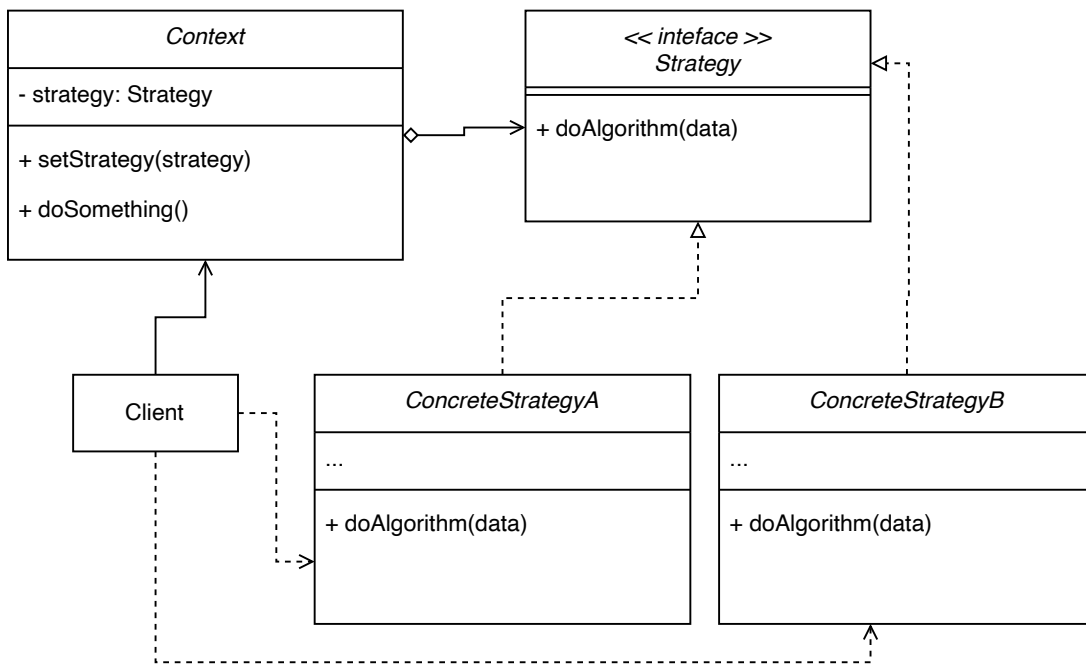 Context
- strategy: Strategy
+ setStrategy(strategy)
+ doSomething()
<< inteface >>
Strategy
+ doAlgorithm(data)
Client
ConcreteStrategyA
...
+ doAlgorithm(data)
ConcreteStrategyB
...
+ doAlgorithm(data)